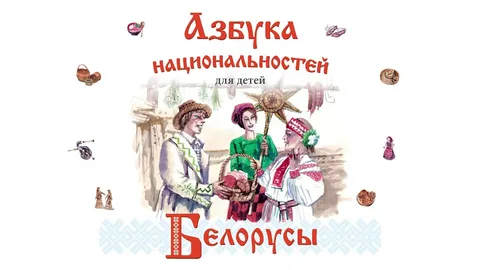 Азбука
национальностей
для детей
Белорусы